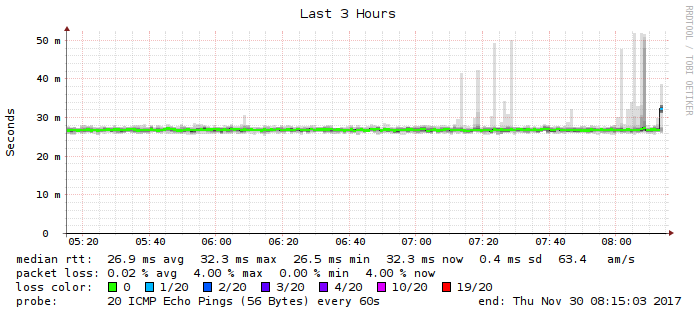 Last 3 Hours
RRDTOOL / TOBI OETIKER
Seconds
50 m
40 m
30 m
20 m
10 m
0
05:20 05:40 06:00 06:20 06:40 07:00 07:20 07:40 08:00
median rtt: 26.9 ms avg 32.3 ms max 26.5 ms min 32.3 ms now 0.4 ms sd 63.4 am/s
packet loss: 0.02 % avg 4.00 % max 0.00 % min 4.00 % now
loss color: 0 1/20 2/20 3/20 4/20 10/20 19/20
probe: 20 ICMP Echo Pings (56 Bytes) every 60s end: Thu Nov 30 08:15:03 2017